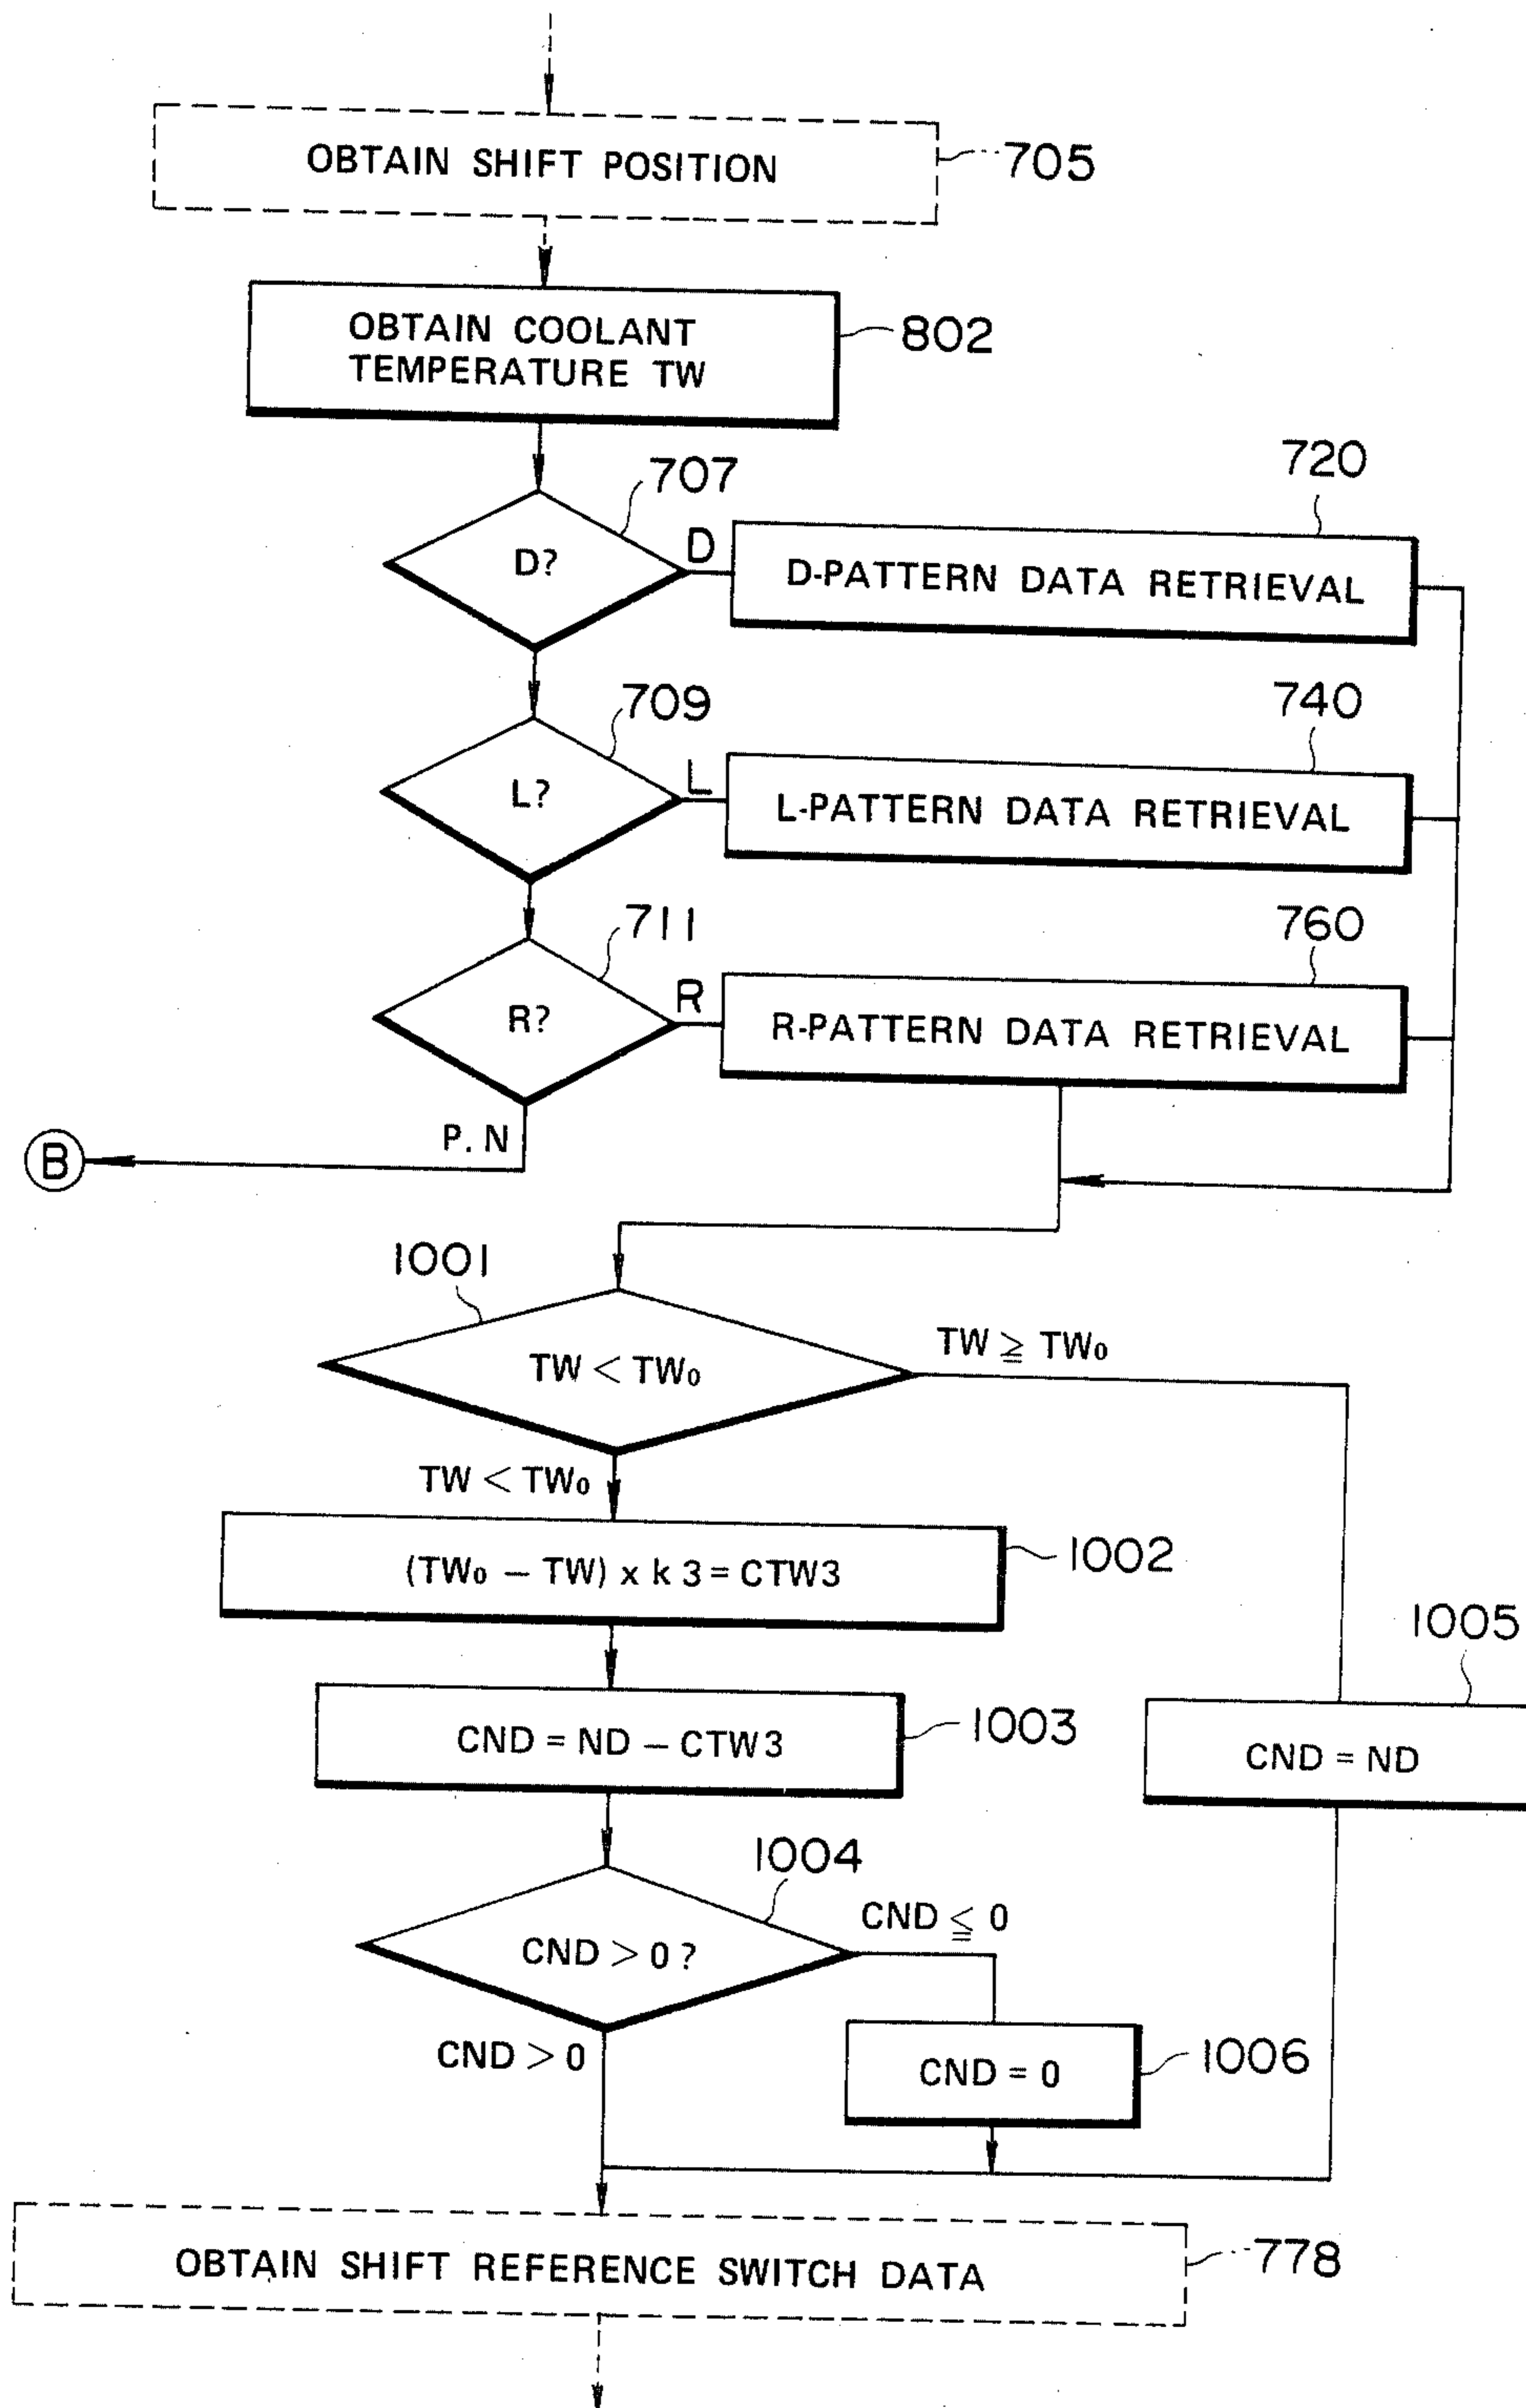 OBTAIN SHIFT POSITION
705
OBTAIN COOLANT
TEMPERATURE TW
802
707
720
D?
D
D-PATTERN DATA RETRIEVAL
709
740
L?
L
L-PATTERN DATA RETRIEVAL
711
760
R?
R
R-PATTERN DATA RETRIEVAL
P. N
B
1001
TW < TW₀
TW ≧ TW₀
TW < TW₀
(TW₀ – TW) x k 3 = CTW3
1002
1005
CND = ND – CTW3
1003
CND = ND
1004
CND > 0 ?
CND ≦ 0
CND > 0
CND = 0
1006
OBTAIN SHIFT REFERENCE SWITCH DATA
778